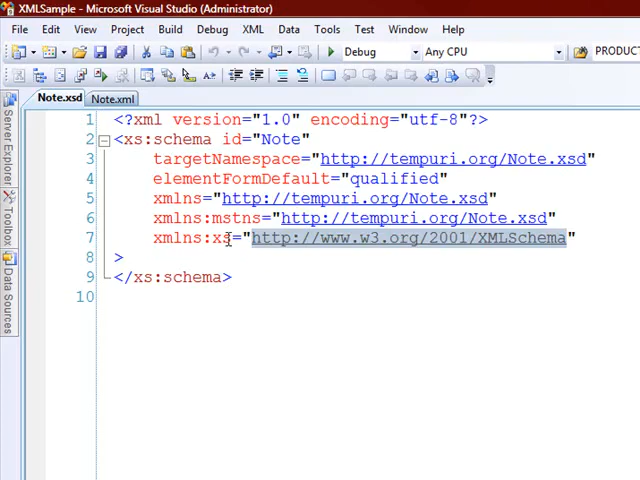 XMLSample - Microsoft Visual Studio (Administrator)
File Edit View Project Build Debug XML Data Tools Test Window
Debug Any CPU PRODUCT
Note.xsd Note.xml
Server Explorer
Toolbox
Data Sources
1 <?xml version="1.0" encoding="utf-8"?>
2 <xs:schema id="Note"
3 targetNamespace="http://tempuri.org/Note.xsd"
4 elementFormDefault="qualified"
5 xmlns="http://tempuri.org/Note.xsd"
6 xmlns:mstns="http://tempuri.org/Note.xsd"
7 xmlns:xs="http://www.w3.org/2001/XMLSchema"
8 >
9 </xs:schema>
10